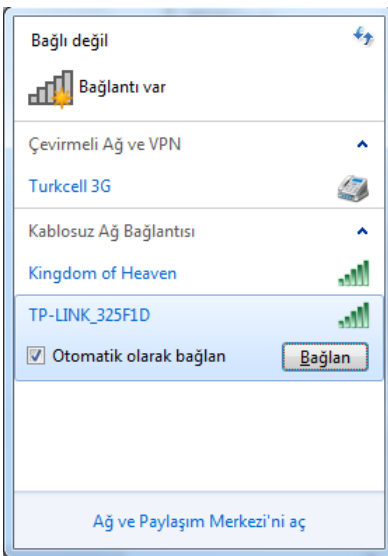 Bağlı değil
Bağlantı var
Çevirmeli Ağ ve VPN
Turkcell 3G
Kablosuz Ağ Bağlantısı
Kingdom of Heaven
TP-LINK_325F1D
Otomatik olarak bağlan
Bağlan
Ağ ve Paylaşım Merkezi'ni aç